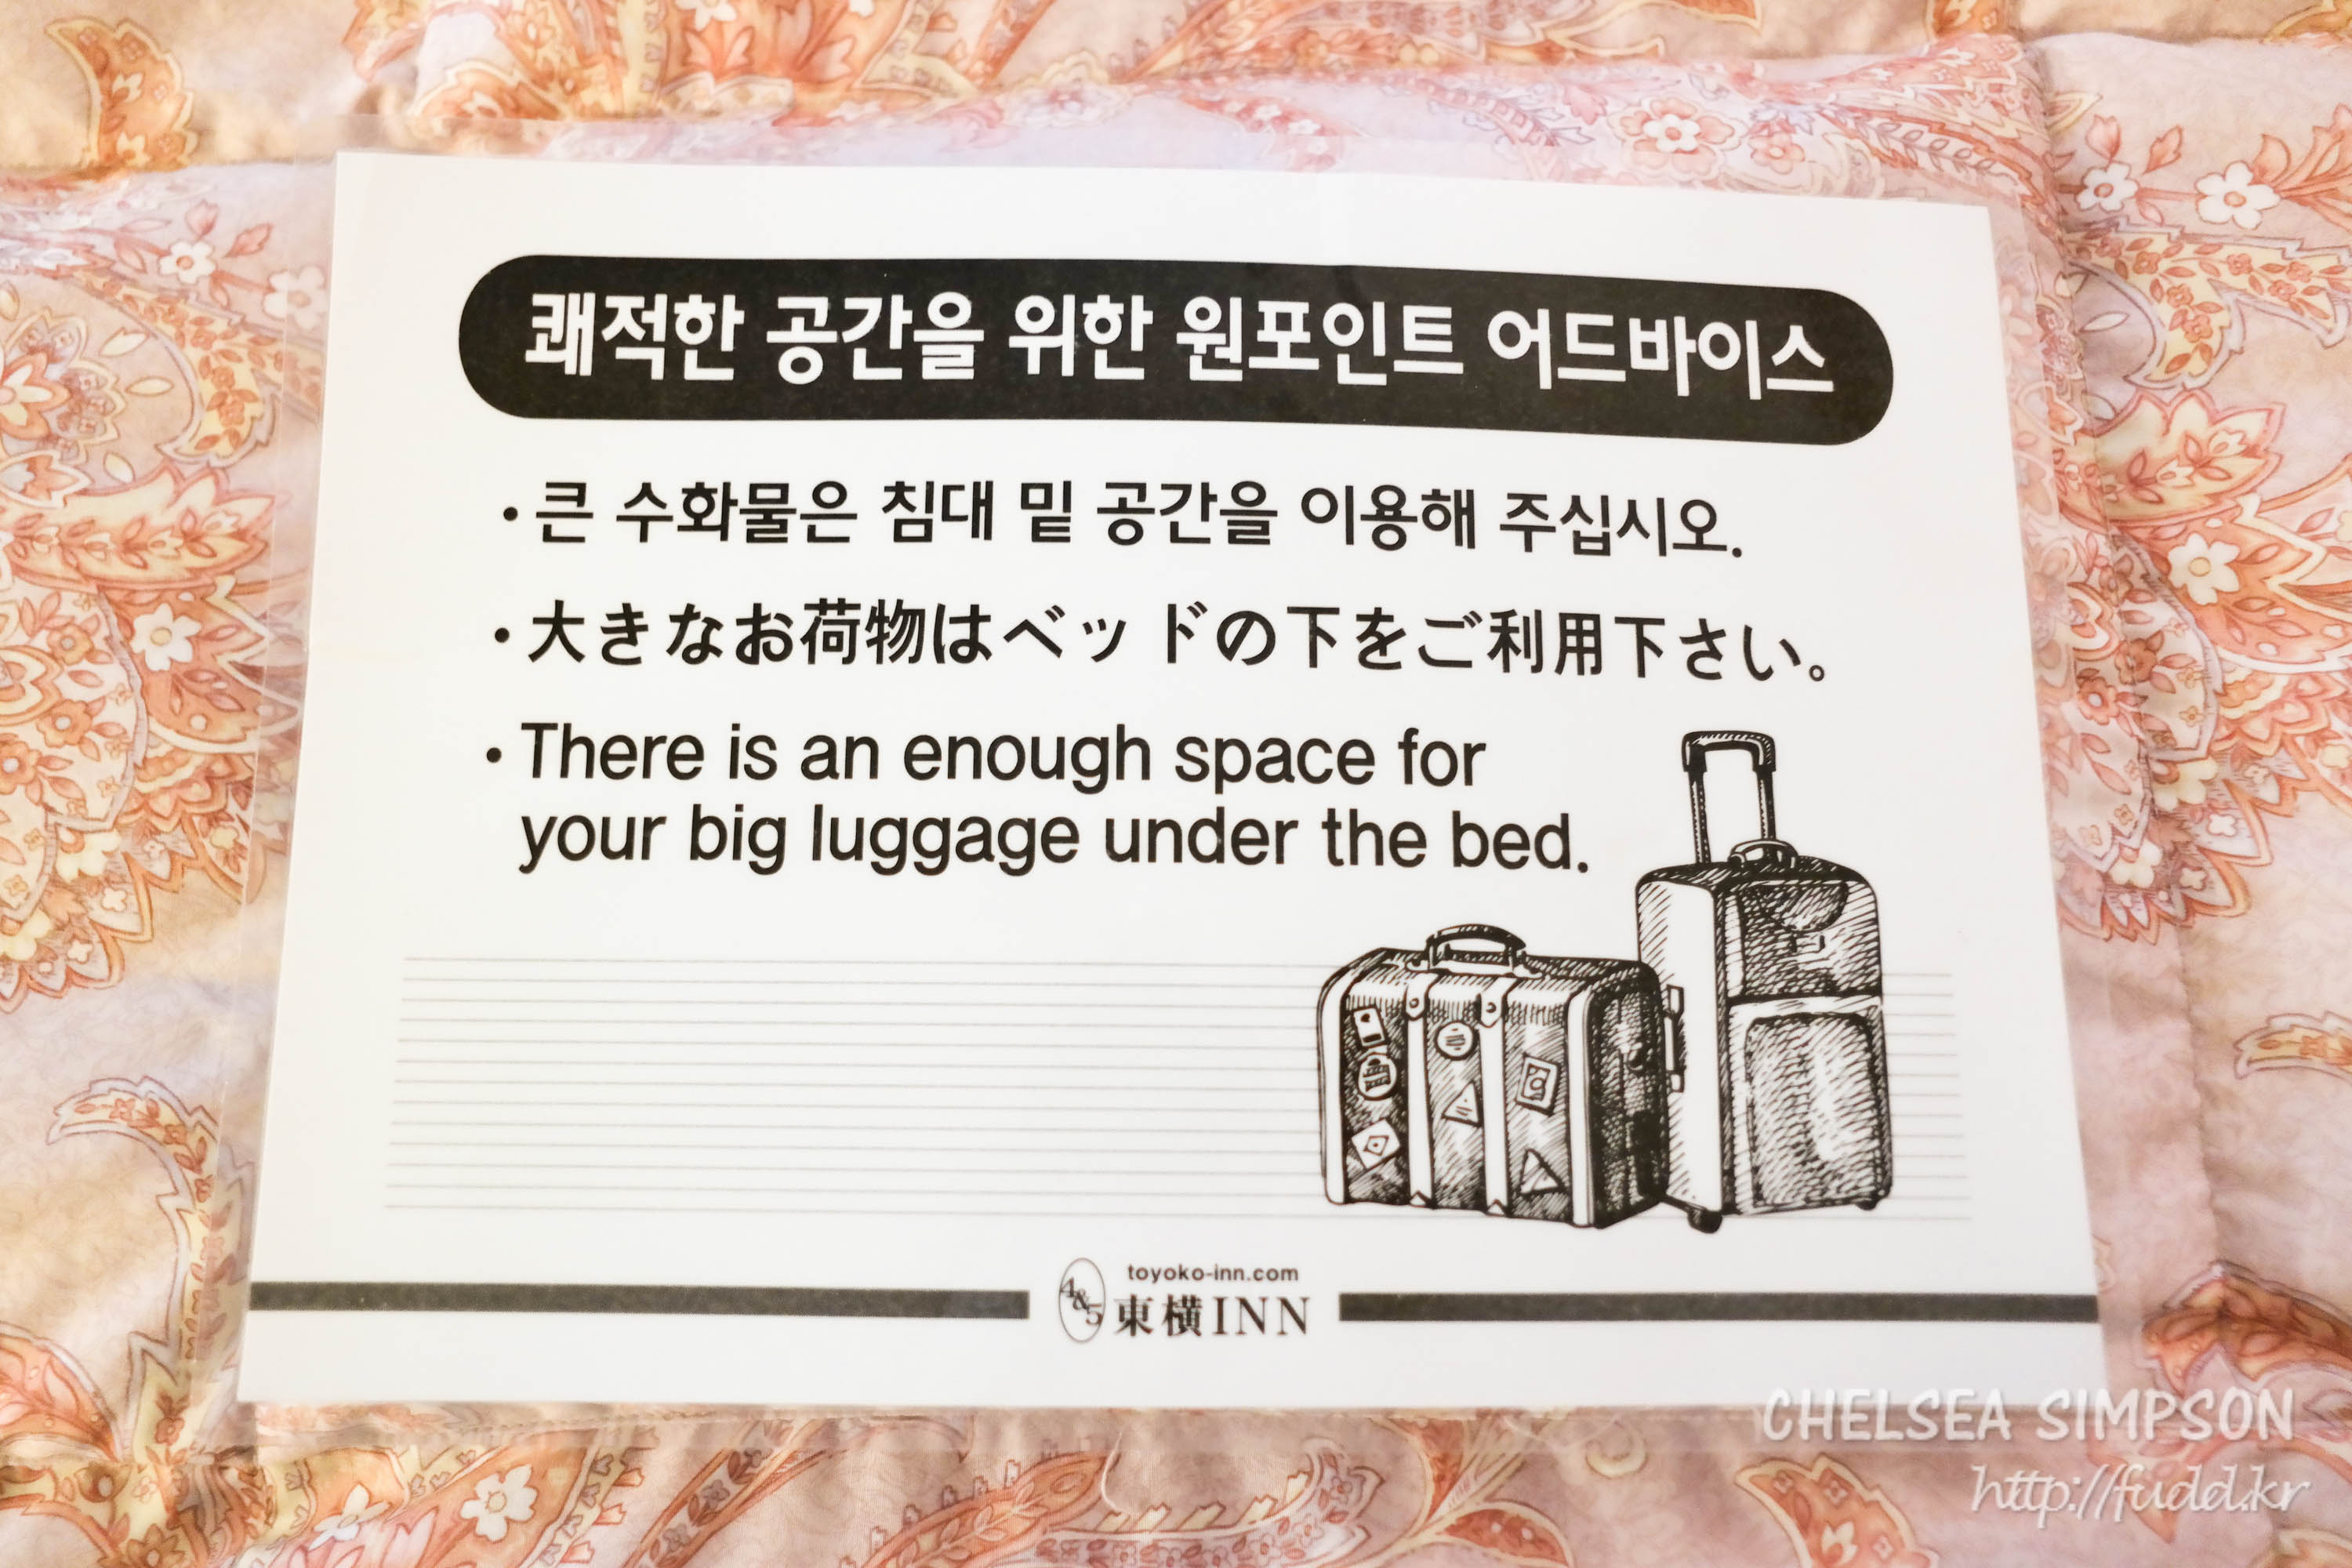 쾌적한 공간을 위한 원포인트 어드바이스
・큰 수화물은 침대 밑 공간을 이용해 주십시오.
・大きなお荷物はベッドの下をご利用下さい。
・There is an enough space for
your big luggage under the bed.
toyoko-inn.com
4&5 東横INN
CHELSEA SIMPSON
http://fudd.kr